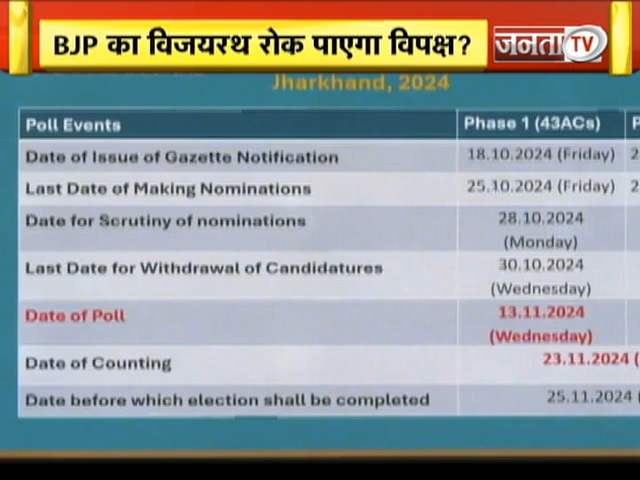 BJP का विजयरथ रोक पाएगा विपक्ष?
जनता TV
Jharkhand, 2024
Poll Events Phase 1 (43ACs) P
Date of Issue of Gazette Notification 18.10.2024 (Friday) 2
Last Date of Making Nominations 25.10.2024 (Friday) 2
Date for Scrutiny of nominations 28.10.2024
(Monday)
Last Date for Withdrawal of Candidatures 30.10.2024
(Wednesday)
Date of Poll 13.11.2024
(Wednesday)
Date of Counting 23.11.2024 (
Date before which election shall be completed 25.11.2024 (